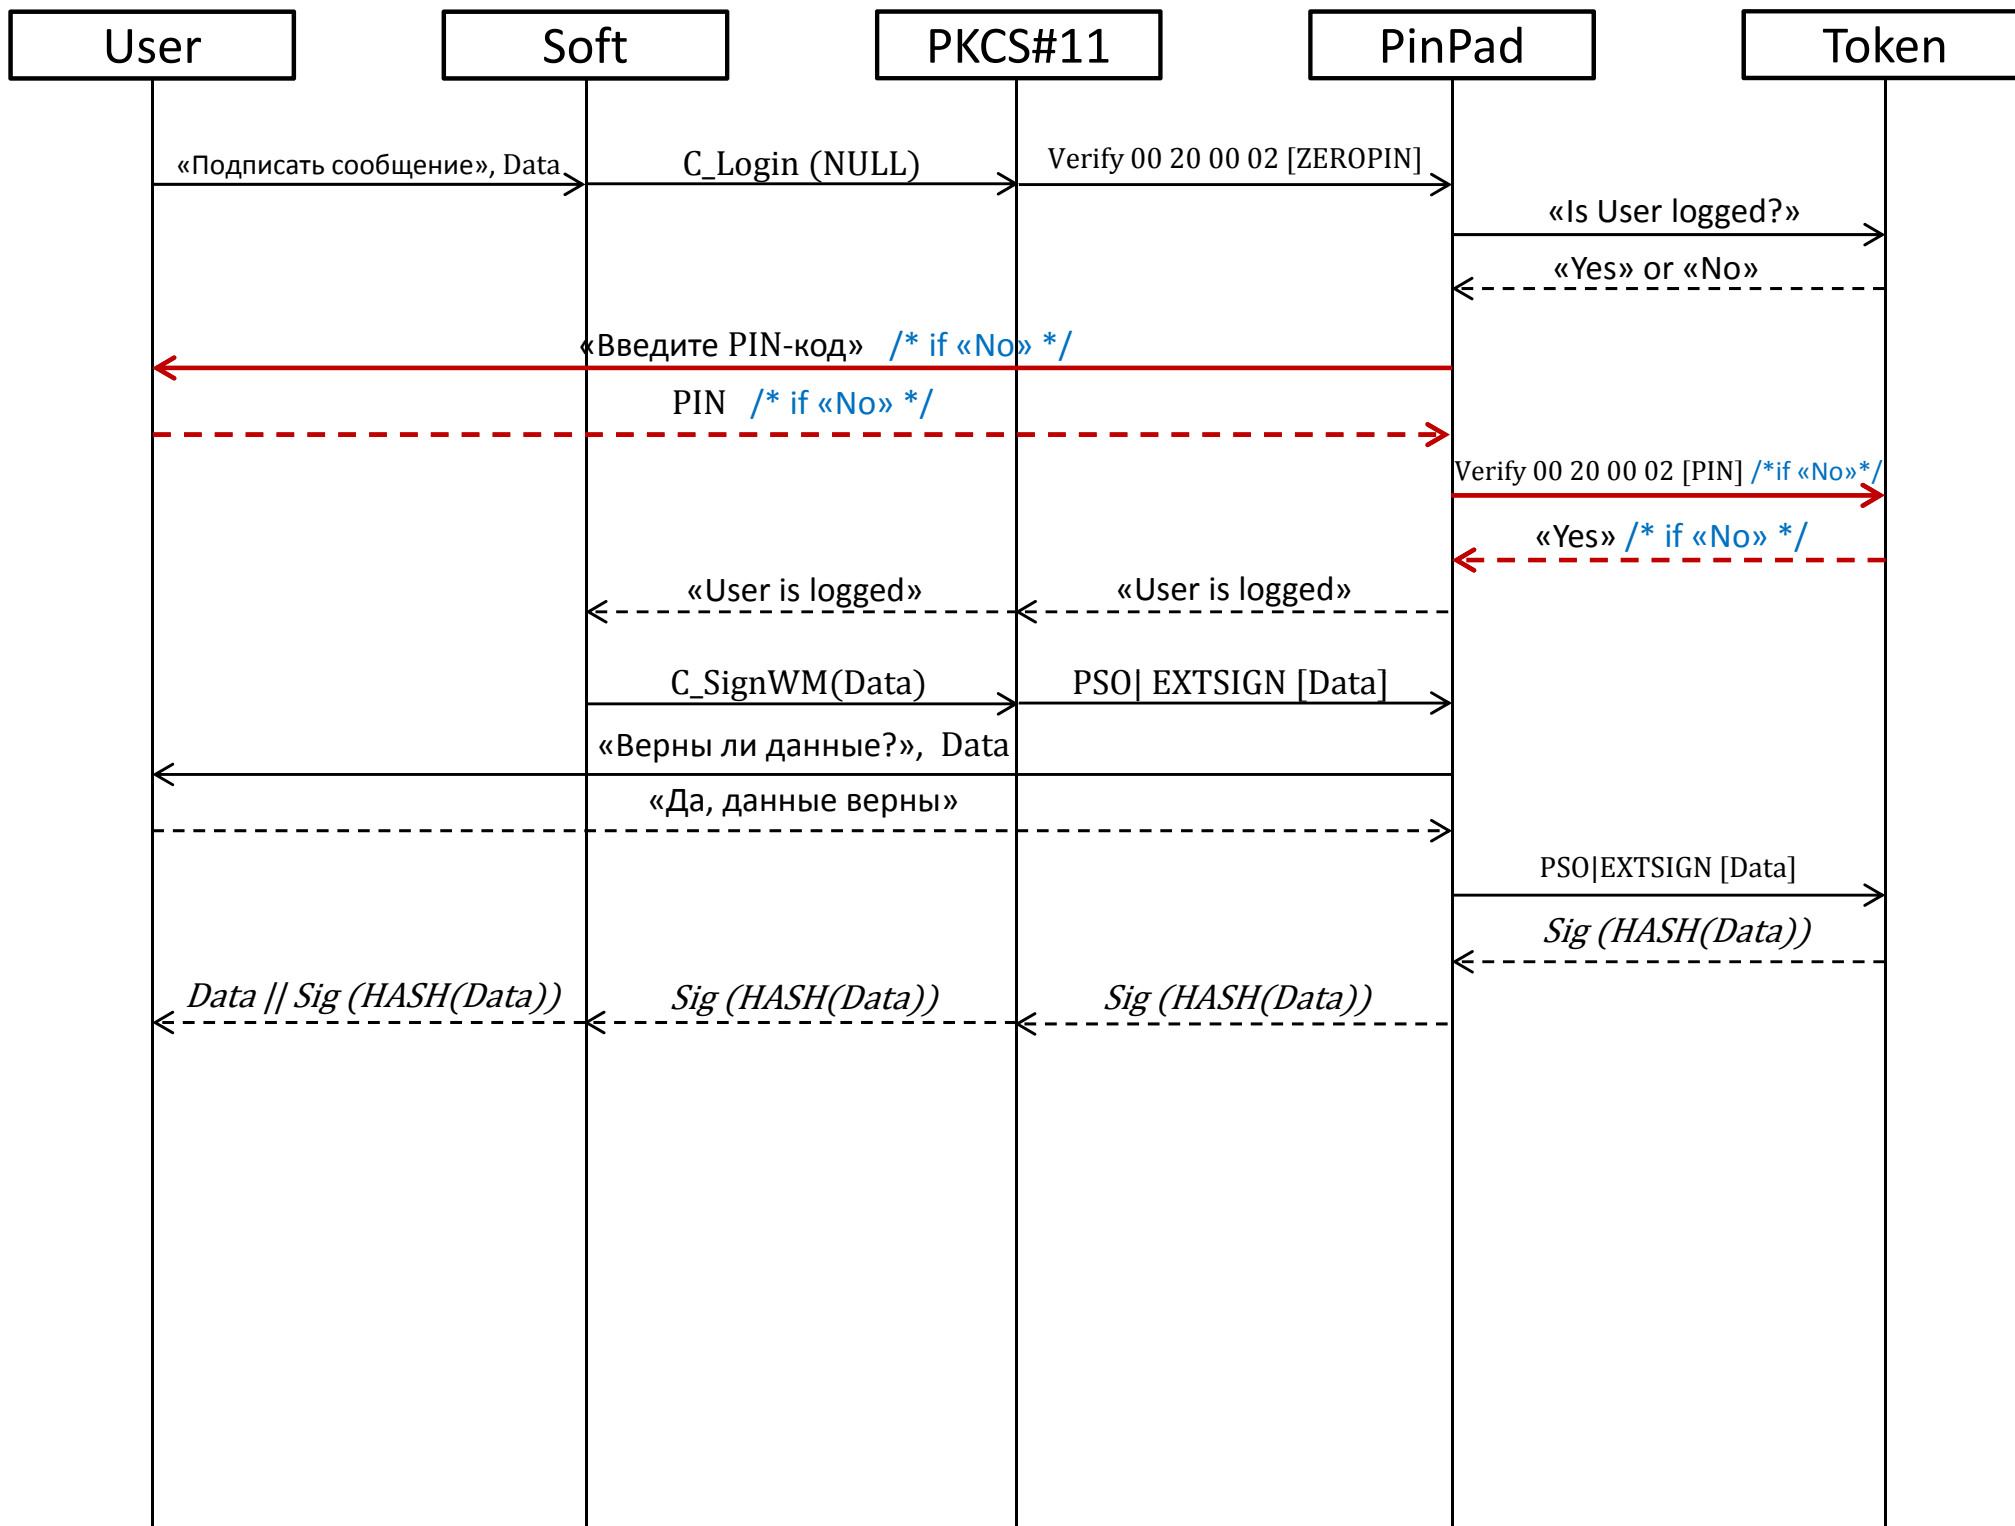 User
Soft
PKCS#11
PinPad
Token
«Подписать сообщение», Data
C_Login (NULL)
Verify 00 20 00 02 [ZEROPIN]
«Is User logged?»
«Yes» or «No»
«Введите PIN-код» /* if «No» */
PIN /* if «No» */
Verify 00 20 00 02 [PIN] /*if «No»*/
«Yes» /* if «No» */
«User is logged»
«User is logged»
C_SignWM(Data)
PSO| EXTSIGN [Data]
«Верны ли данные?», Data
«Да, данные верны»
PSO|EXTSIGN [Data]
Sig (HASH(Data))
Data || Sig (HASH(Data))
Sig (HASH(Data))
Sig (HASH(Data))